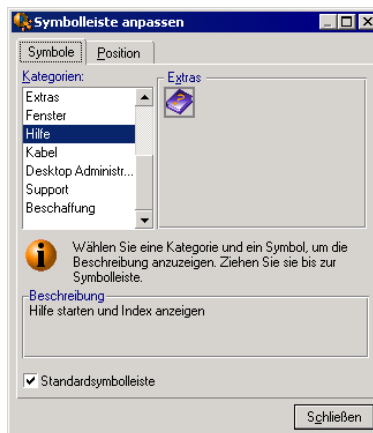 Symbolleiste anpassen
Symbole
Position
Kategorien:
Extras
Fenster
Hilfe
Kabel
Desktop Administr...
Support
Beschaffung
Extras
Wählen Sie eine Kategorie und ein Symbol, um die
Beschreibung anzuzeigen. Ziehen Sie sie bis zur
Symbolleiste.
Beschreibung
Hilfe starten und Index anzeigen
Standardsymbolleiste
Schließen